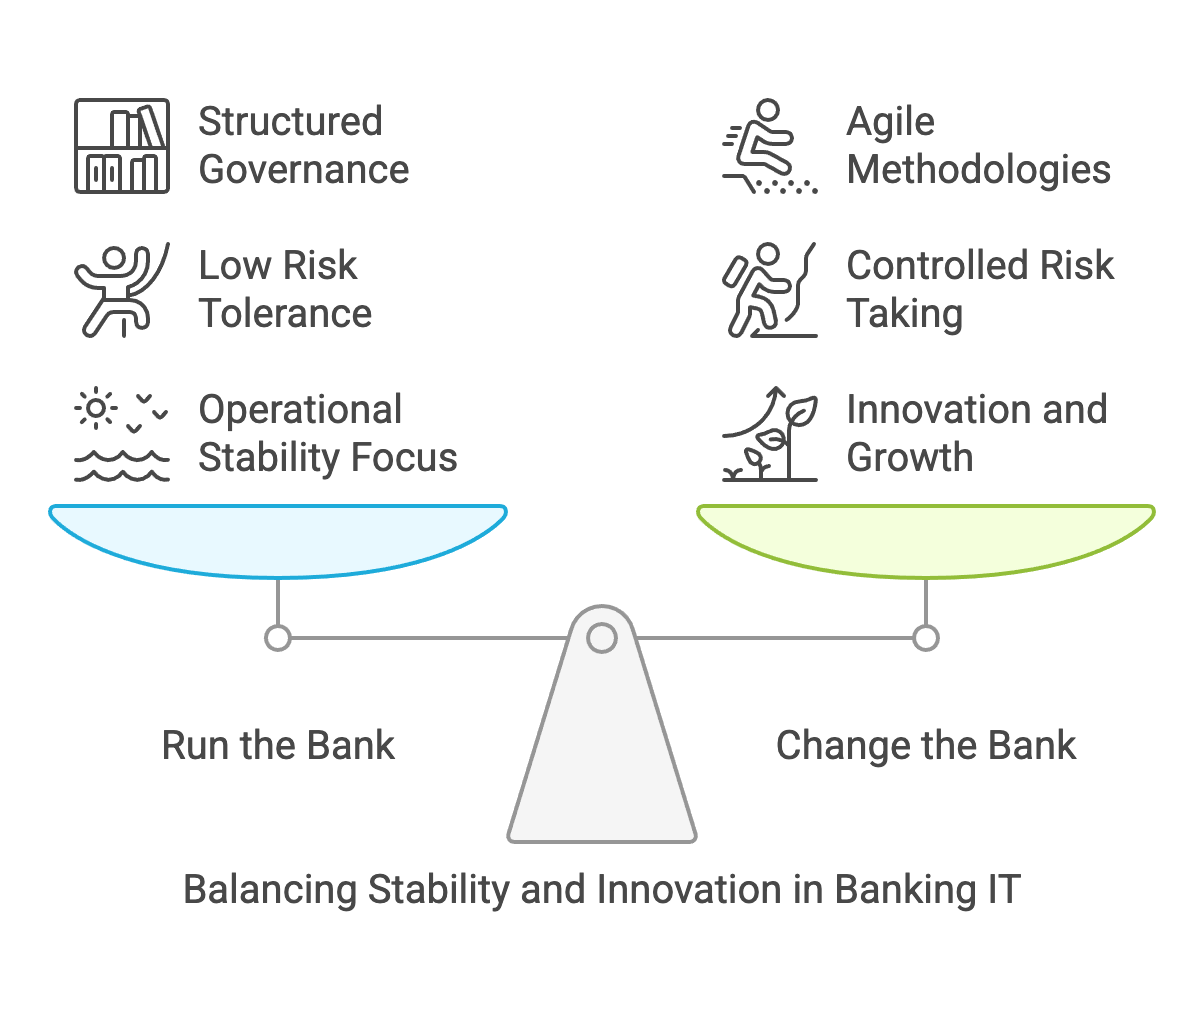 Structured
Governance
Low Risk
Tolerance
Operational
Stability Focus
Agile
Methodologies
Controlled Risk
Taking
Innovation and
Growth
Run the Bank
Change the Bank
Balancing Stability and Innovation in Banking IT